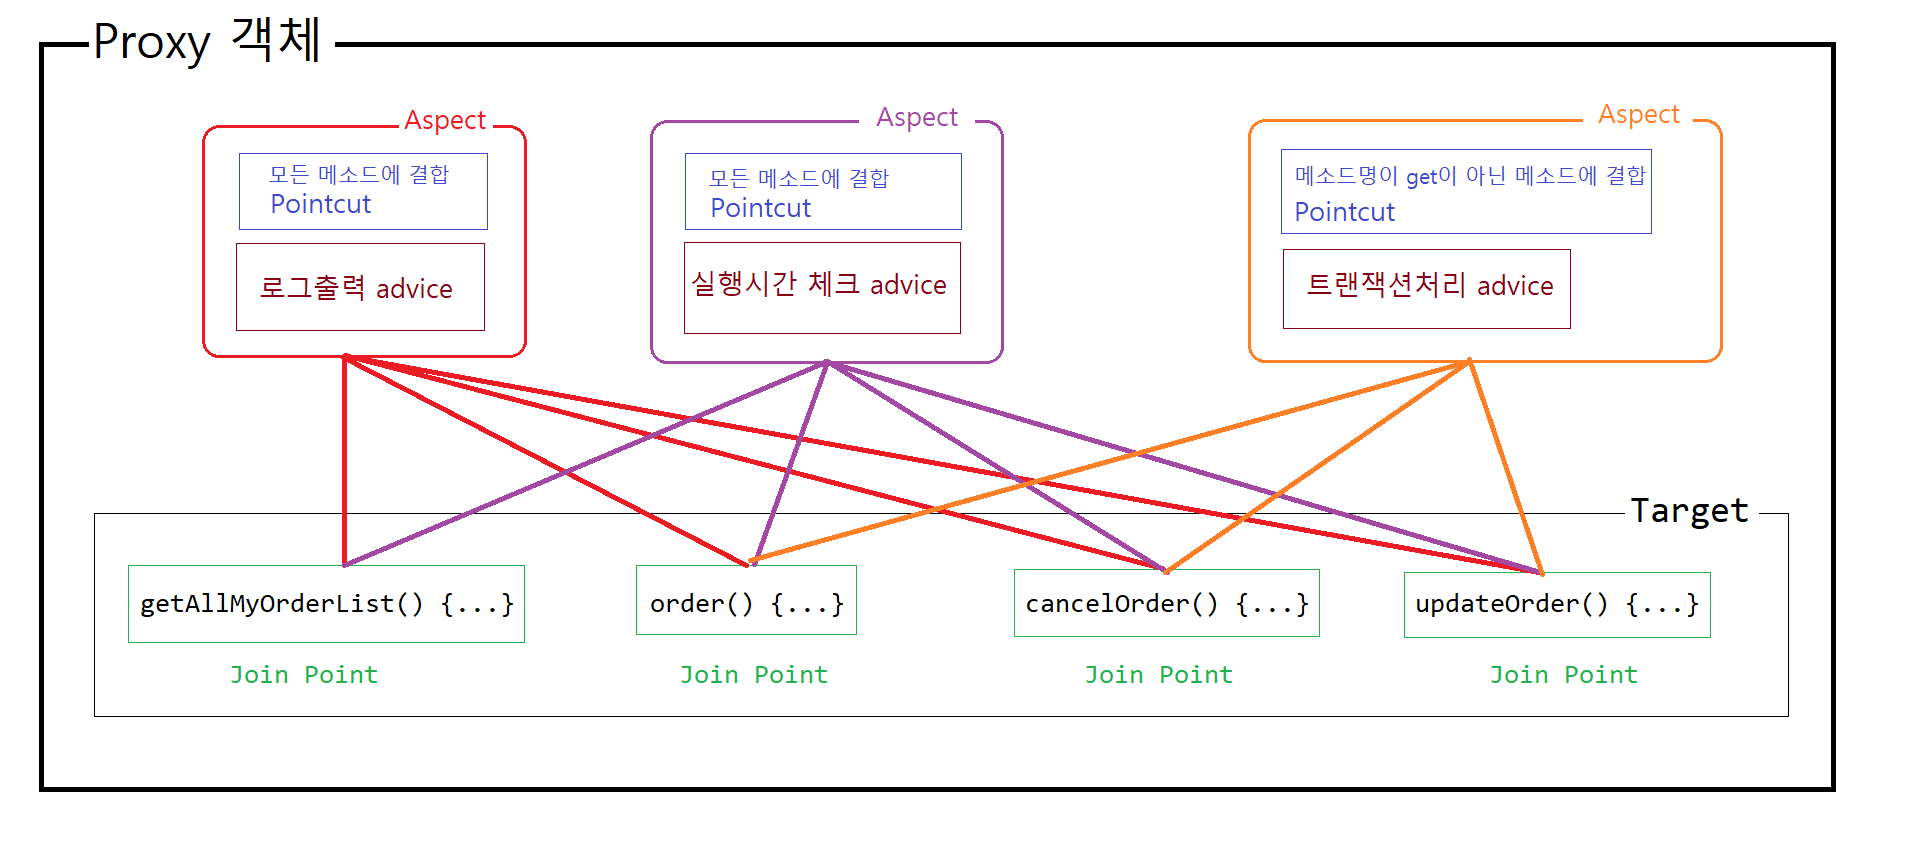 Proxy 객체
Aspect
모든 메소드에 결합
Pointcut
로그출력 advice
Aspect
모든 메소드에 결합
Pointcut
실행시간 체크 advice
Aspect
메소드명이 get이 아닌 메소드에 결합
Pointcut
트랜잭션처리 advice
Target
getAllMyOrderList() {...}
Join Point
order() {...}
Join Point
cancelOrder() {...}
Join Point
updateOrder() {...}
Join Point